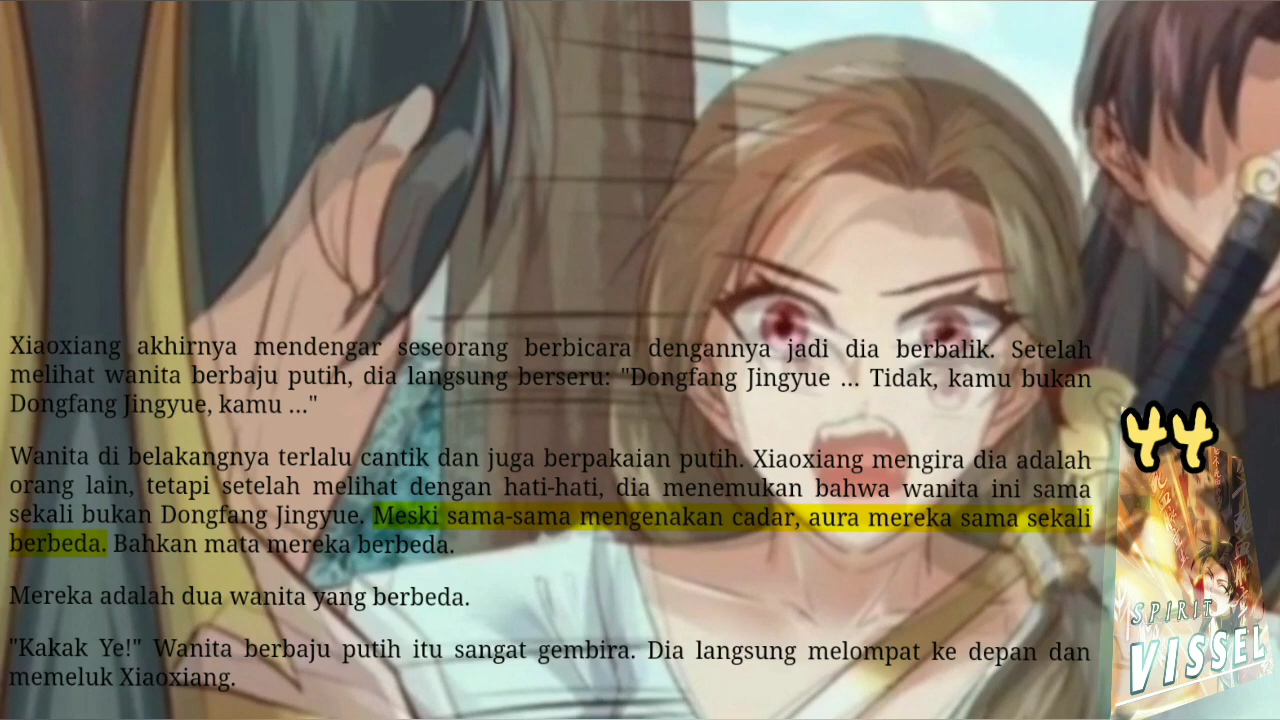 Xiaoxiang akhirnya mendengar seseorang berbicara dengannya jadi dia berbalik. Setelah
melihat wanita berbaju putih, dia langsung berseru: "Dongfang Jingyue ... Tidak, kamu bukan
Dongfang Jingyue, kamu ..."
Wanita di belakangnya terlalu cantik dan juga berpakaian putih. Xiaoxiang mengira dia adalah
orang lain, tetapi setelah melihat dengan hati-hati, dia menemukan bahwa wanita ini sama
sekali bukan Dongfang Jingyue. Meski sama-sama mengenakan cadar, aura mereka sama sekali
berbeda. Bahkan mata mereka berbeda.
Mereka adalah dua wanita yang berbeda.
"Kakak Ye!" Wanita berbaju putih itu sangat gembira. Dia langsung melompat ke depan dan
memeluk Xiaoxiang.
44
SPIRIT
VISSEL